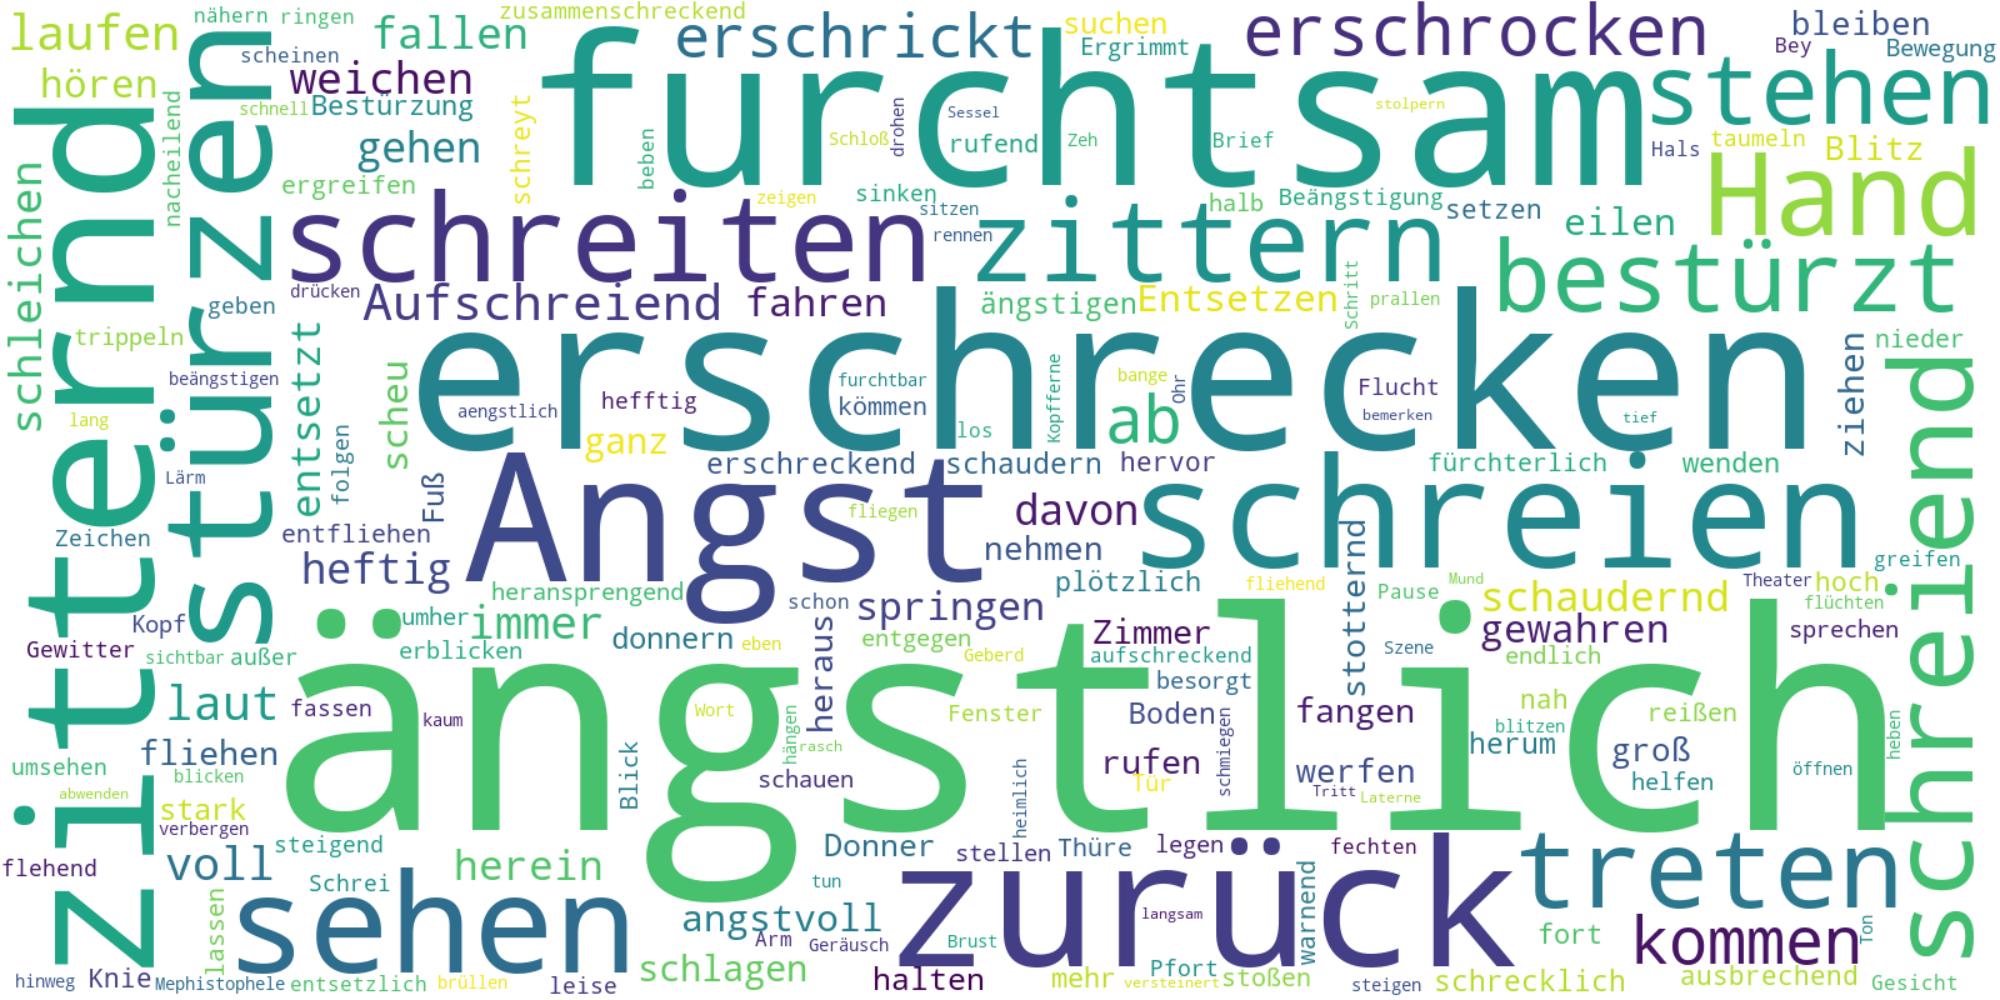 laufen
nähern
ringen
zusammenschreckend
fallen
erschrickt
suchen
Ergrimmt
erschrocken
bleiben
Bey
Bewegung
scheinen
hören
weichen
furchtsam
stehen
schnell
Bestürzung
schreyt
gehen
beben
Schloß
drohen
Sessel
rufend
Zeh
stolpern
Brief
Hals
taumeln
Blitz
zitternd
stürzen
nacheilend
schleichen
ergreifen
schreiten
zeigen
sinken
sitzen
rennen
zittern
halb
Beängstigung
setzen
eilen
Hand
bestürzt
geben
drücken
Aufschreiend
fahren
ängstigen
Entsetzen
Schritt
prallen
trippeln
beängstigen
entsetzt
scheu
erschrecken
hefftig
aengstlich
furchtbar
kömmen
Kopfferne
bange
Ohr
Flucht
bemerken
tief
ziehen
nieder
lang
folgen
ganz
los
ab
Lärm
Fuß
erschreckend
schaudern
hervor
fürchterlich
wenden
Angst
fliegen
davon
schreien
schreiend
Zeichen
entfliehen
heftig
nehmen
plötzlich
stotternd
fliehend
Pause
Mund
greifen
Theater
hoch
flüchten
heransprengend
schon
springen
schaudernd
Kopf
umher
immer
donnern
eben
heraus
entgegen
Zimmer
gewahren
sprechen
Gewitter
sichtbar
außer
erblicken
Geberd
aufschreckend
Szene
endlich
ängstlich
laut
fassen
kaum
Wort
hängen
rasch
Fenster
besorgt
Boden
schmiegen
fangen
nah
blitzen
reißen
heben
fliehen
Blick
herum
groß
umsehen
blicken
schauen
heimlich
rufen
für
werfen
helfen
öffnen
abwenden
stark
Tritt
Laterne
verbergen
steigend
Donner
stellen
Thüre
legen
fechten
flehend
voll
Schrei
herein
tun
zurück
warnend
treten
lassen
sehen
angstvoll
langsam
Arm
Geräusch
Brust
fort
kommen
Ton
hinweg
Knie
Mephistophele
entsetzlich
brüllen
leise
schlagen
halten
mehr
Pfort
versteinert
stoßen
steigen
schrecklich
ausbrechend
Gesicht